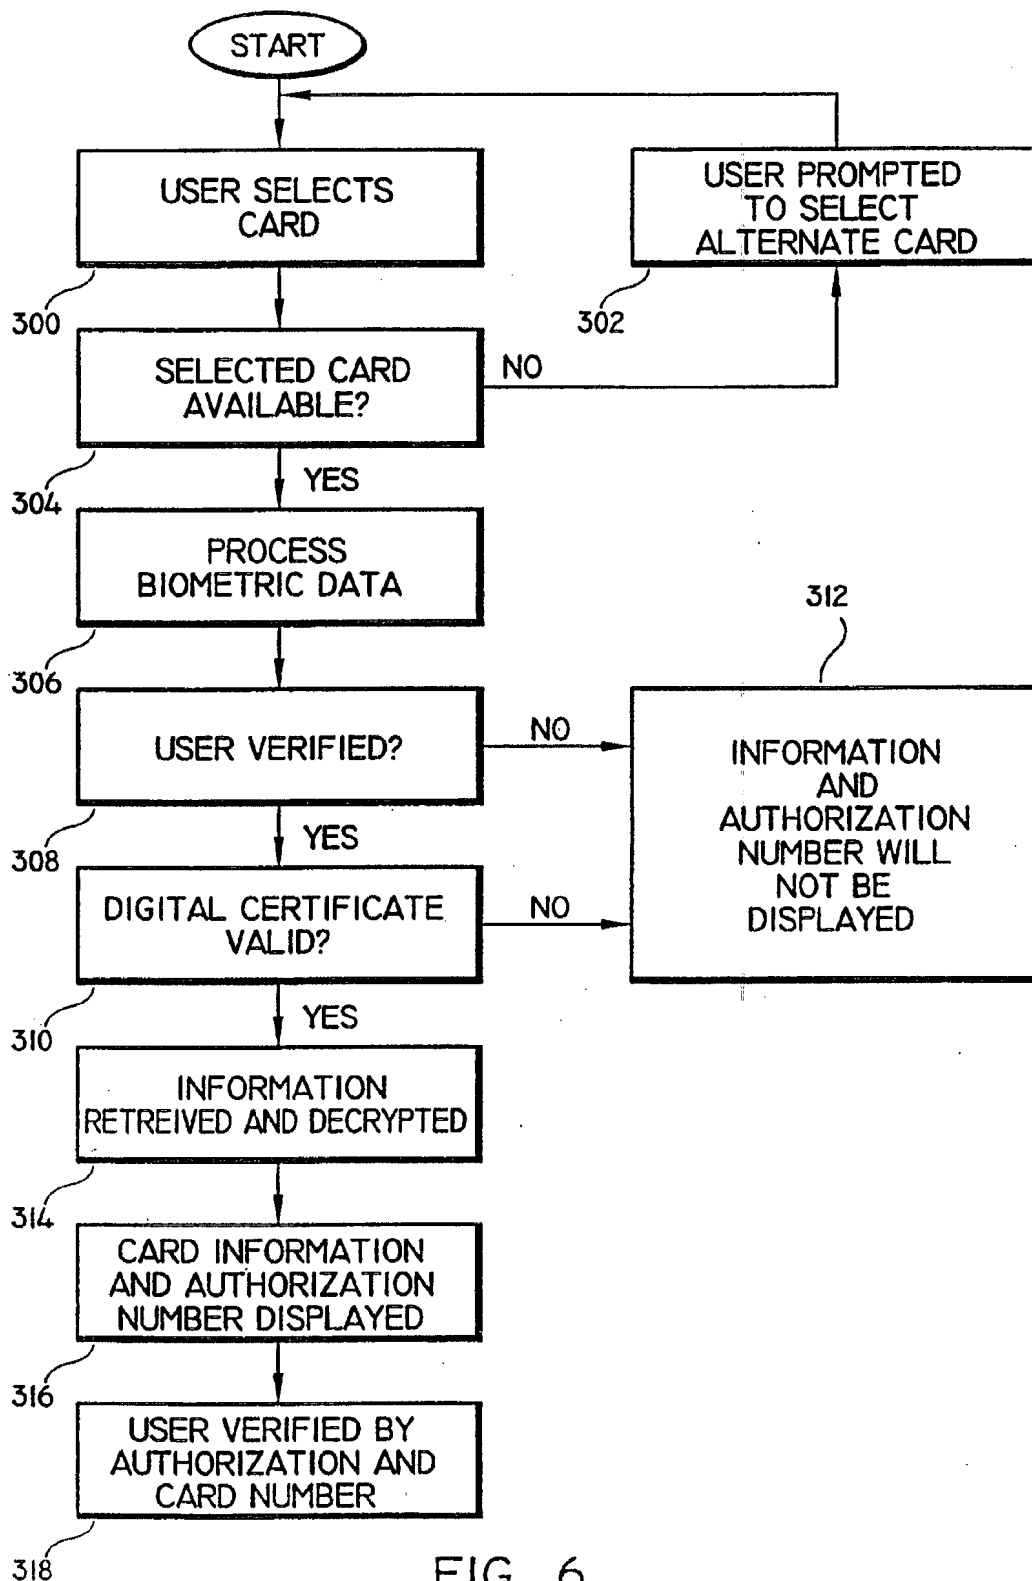 START
USER SELECTS
CARD
300
USER PROMPTED
TO SELECT
ALTERNATE CARD
302
SELECTED CARD
AVAILABLE?
NO
304
YES
PROCESS
BIOMETRIC DATA
306
USER VERIFIED?
NO
308
YES
312
INFORMATION
AND
AUTHORIZATION
NUMBER WILL
NOT BE
DISPLAYED
DIGITAL CERTIFICATE
VALID?
NO
310
YES
INFORMATION
RETREIVED AND DECRYPTED
314
CARD INFORMATION
AND AUTHORIZATION
NUMBER DISPLAYED
316
USER VERIFIED BY
AUTHORIZATION AND
CARD NUMBER
318
FIG. 6